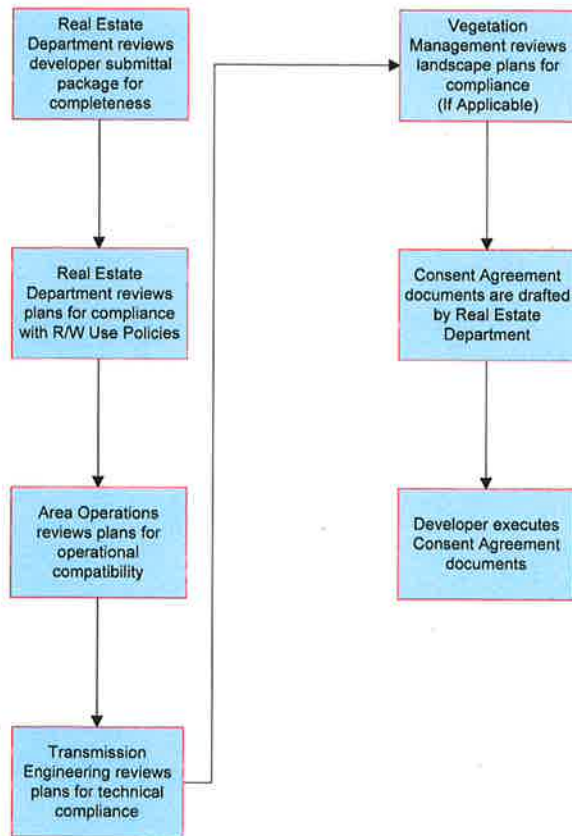 Real Estate
Department reviews
developer submittal
package for
completeness
Real Estate
Department reviews
plans for compliance
with R/W Use Policies
Area Operations
reviews plans for
operational
compatibility
Transmission
Engineering reviews
plans for technical
compliance
Vegetation
Management reviews
landscape plans for
compliance
(If Applicable)
Consent Agreement
documents are drafted
by Real Estate
Department
Developer executes
Consent Agreement
documents